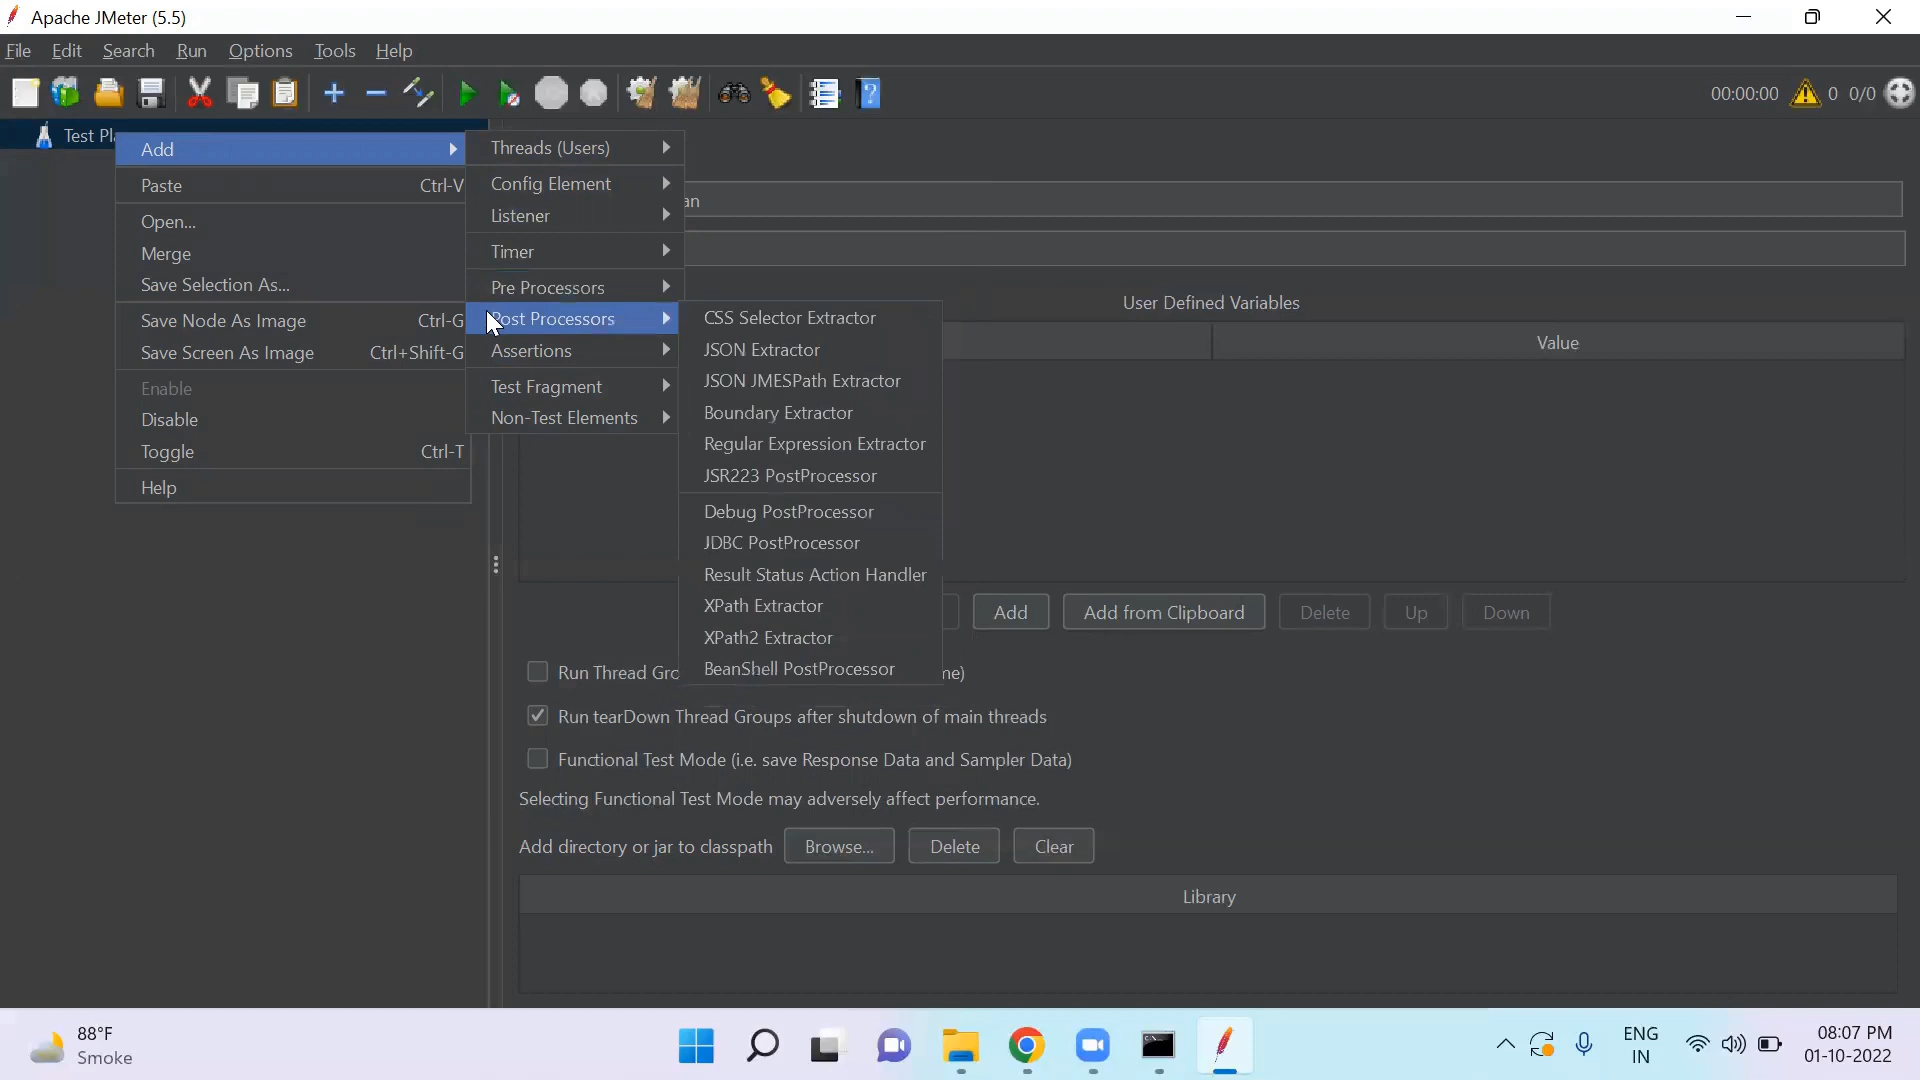 Apache JMeter (5.5)
File Edit Search Run Options Tools Help
00:00:00 0 0/0
Test Pla
Add
Paste Ctrl-V
Open...
Merge
Save Selection As...
Save Node As Image Ctrl-G
Save Screen As Image Ctrl+Shift-G
Enable
Disable
Toggle Ctrl-T
Help
Threads (Users)
Config Element
Listener
Timer
Pre Processors
Post Processors
Assertions
Test Fragment
Non-Test Elements
CSS Selector Extractor
JSON Extractor
JSON JMESPath Extractor
Boundary Extractor
Regular Expression Extractor
JSR223 PostProcessor
Debug PostProcessor
JDBC PostProcessor
Result Status Action Handler
XPath Extractor
XPath2 Extractor
BeanShell PostProcessor
an
User Defined Variables
Value
Add Add from Clipboard Delete Up Down
Run Thread Gro me)
Run tearDown Thread Groups after shutdown of main threads
Functional Test Mode (i.e. save Response Data and Sampler Data)
Selecting Functional Test Mode may adversely affect performance.
Add directory or jar to classpath Browse... Delete Clear
Library
88°F
Smoke
ENG
IN
08:07 PM
01-10-2022